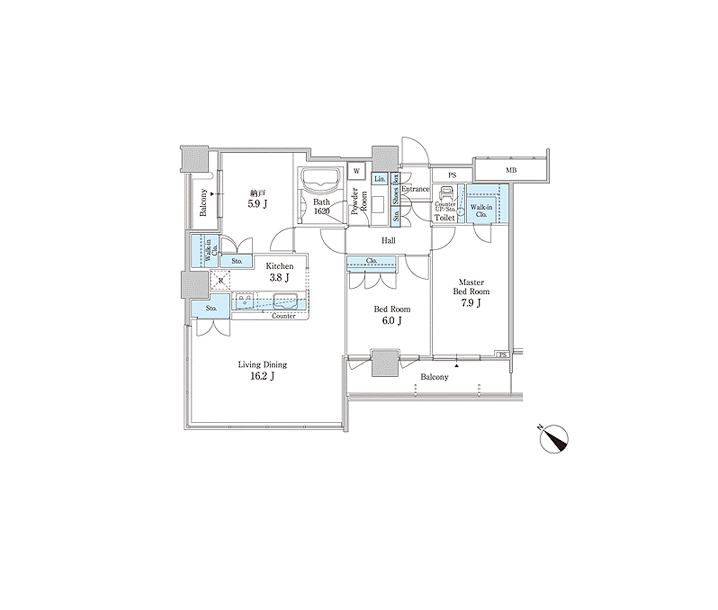 MB
PS
W
Lin.
Shoes Box
Entrance
納戸
5.9 J
Balcony
Bath
1620
Powder
Room
Sto.
Counter
UP/Sto.
Toilet
Walk-in
Clo.
Hall
Walk-in
Clo.
Sto.
Kitchen
3.8 J
R
Clo.
Master
Bed Room
7.9 J
Sto.
Counter
Bed Room
6.0 J
Living Dining
16.2 J
PS
Balcony
N